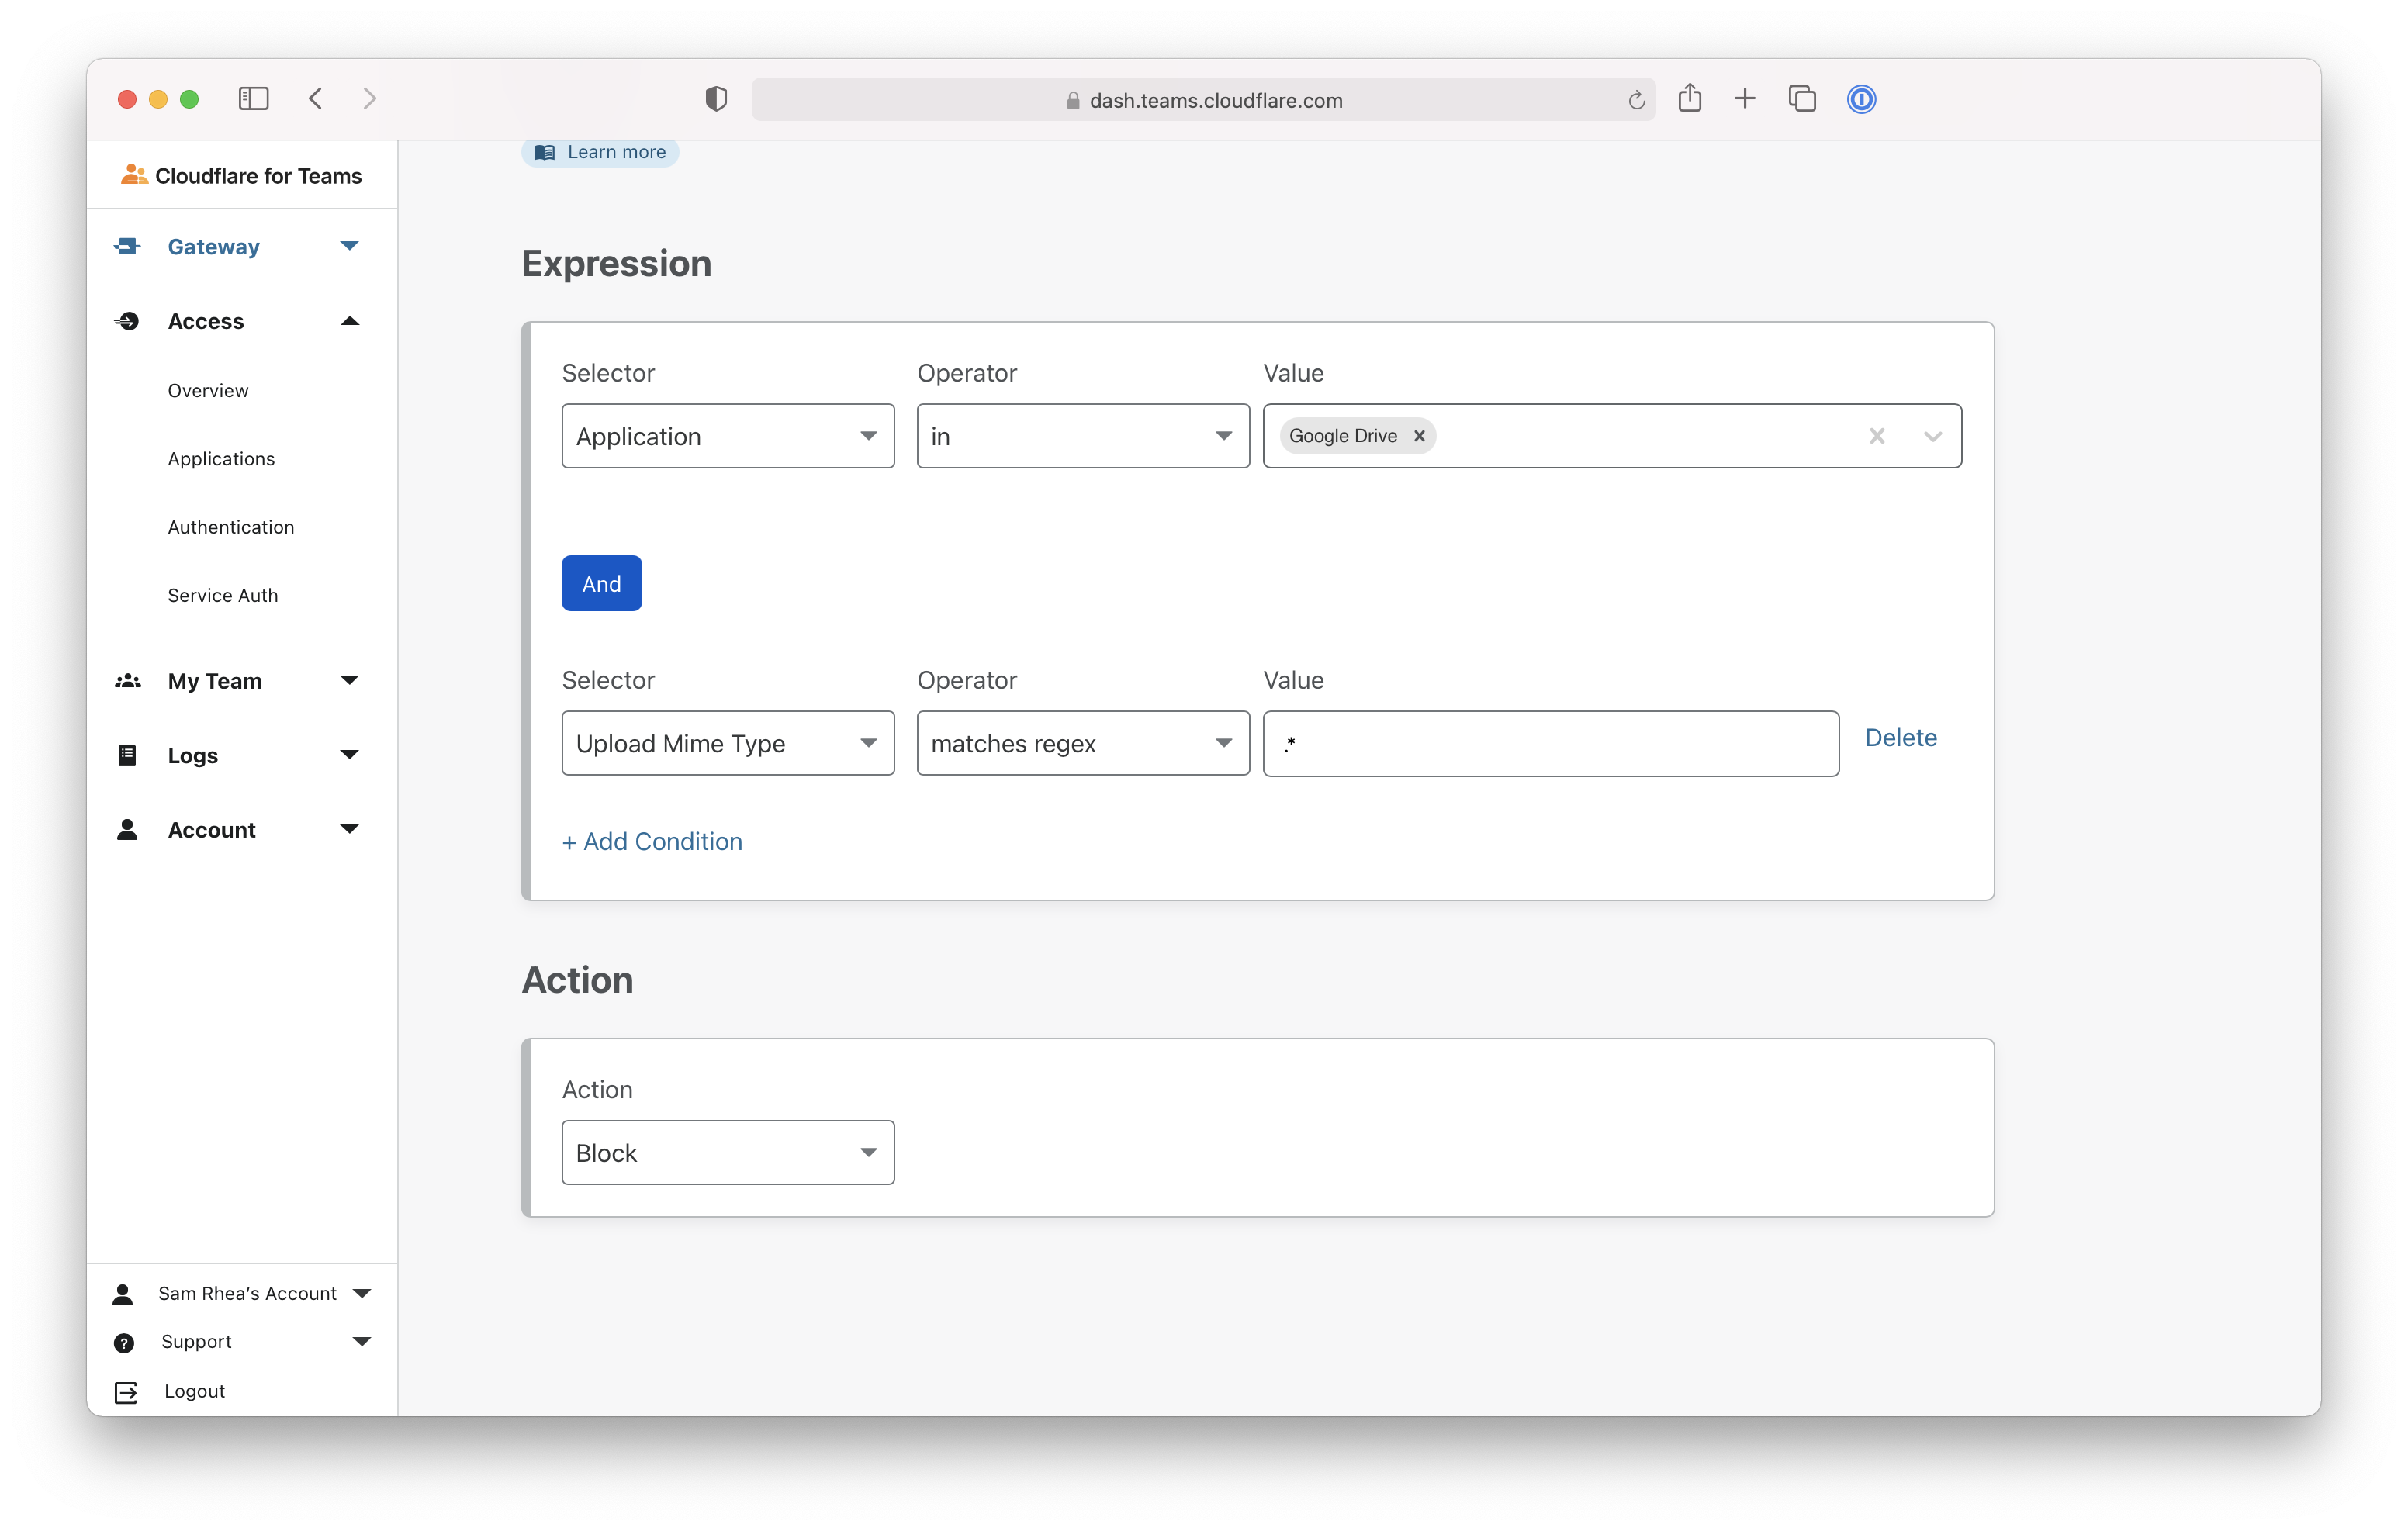 dash.teams.cloudflare.com
Cloudflare for Teams
Gateway
Access
Overview
Applications
Authentication
Service Auth
My Team
Logs
Account
Sam Rhea's Account
Support
Logout
Learn more
Expression
Selector Operator Value
Application in Google Drive
And
Selector Operator Value
Upload Mime Type matches regex .* Delete
+ Add Condition
Action
Action
Block